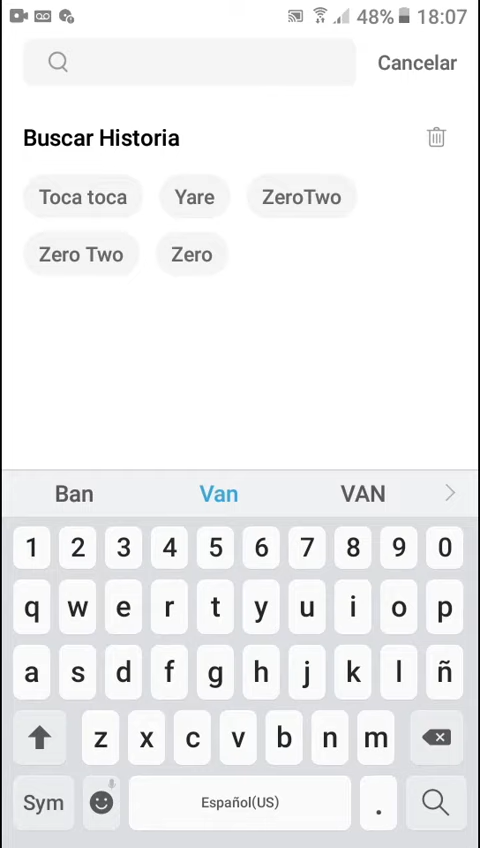 48% 18:07
Cancelar
Buscar Historia
Toca toca Yare ZeroTwo
Zero Two Zero
Ban Van VAN
1 2 3 4 5 6 7 8 9 0
q w e r t y u i o p
a s d f g h j k l ñ
z x c v b n m
Sym Español(US) .